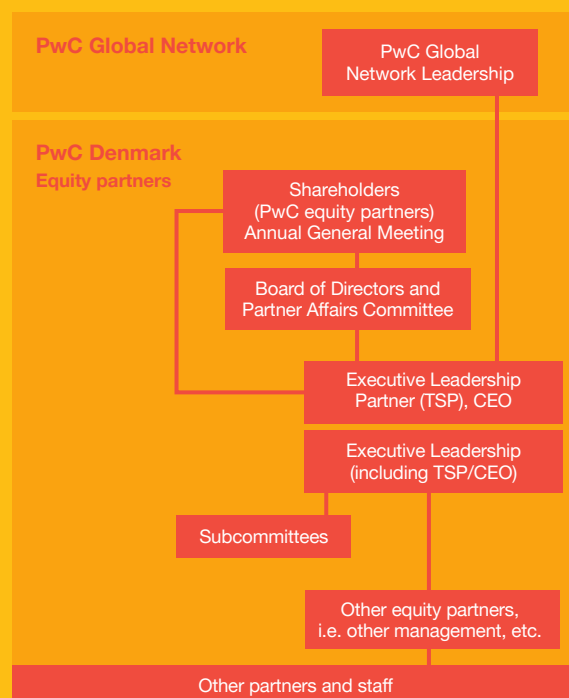 PwC Global Network
PwC Global
Network Leadership
PwC Denmark
Equity partners
Shareholders
(PwC equity partners)
Annual General Meeting
Board of Directors and
Partner Affairs Committee
Executive Leadership
Partner (TSP), CEO
Executive Leadership
(including TSP/CEO)
Subcommittees
Other equity partners,
i.e. other management, etc.
Other partners and staff